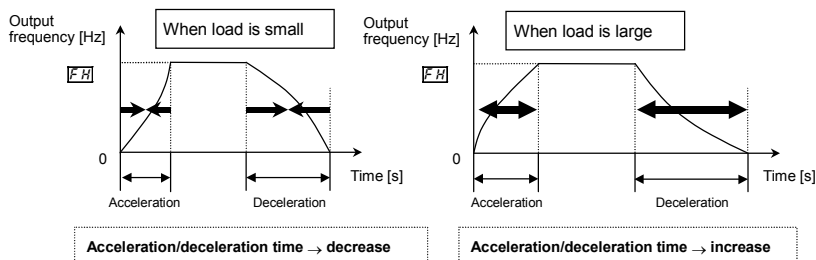 Output
frequency [Hz]
When load is small
FH
0
Time [s]
Acceleration
Deceleration
Acceleration/deceleration time → decrease
Output
frequency [Hz]
When load is large
FH
0
Time [s]
Acceleration
Deceleration
Acceleration/deceleration time → increase